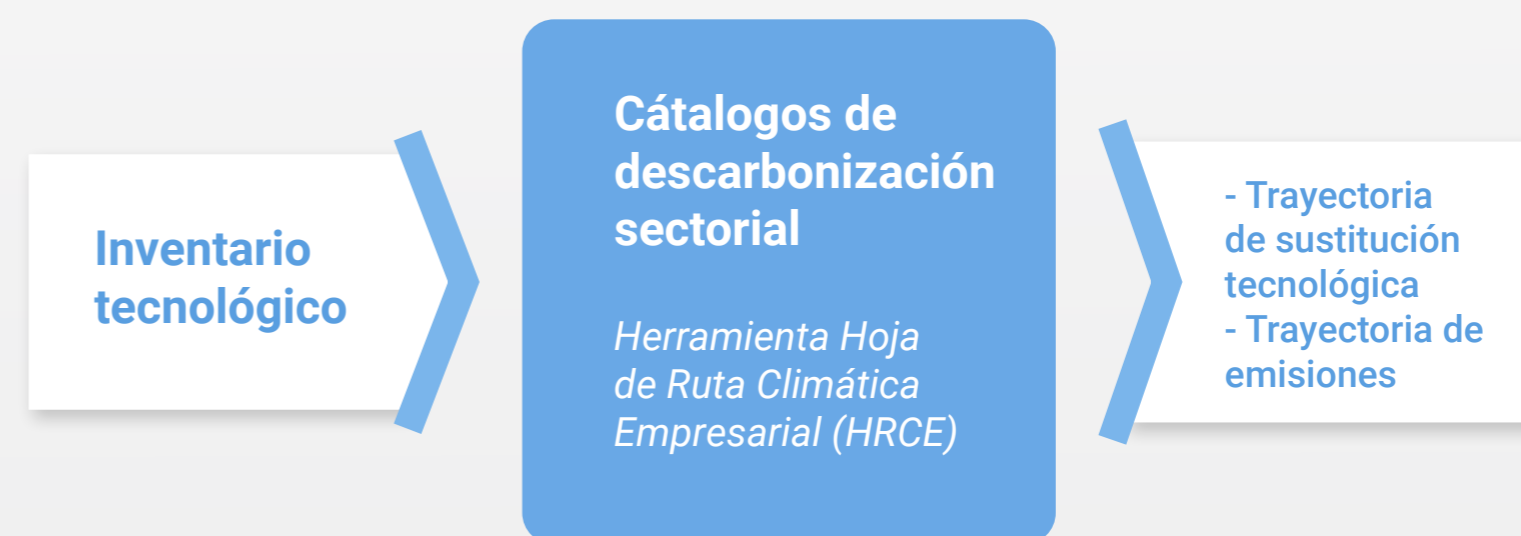 Inventario
tecnológico
Cátalogos de
descarbonización
sectorial
Herramienta Hoja
de Ruta Climática
Empresarial (HRCE)
- Trayectoria
de sustitución
tecnológica
- Trayectoria de
emisiones